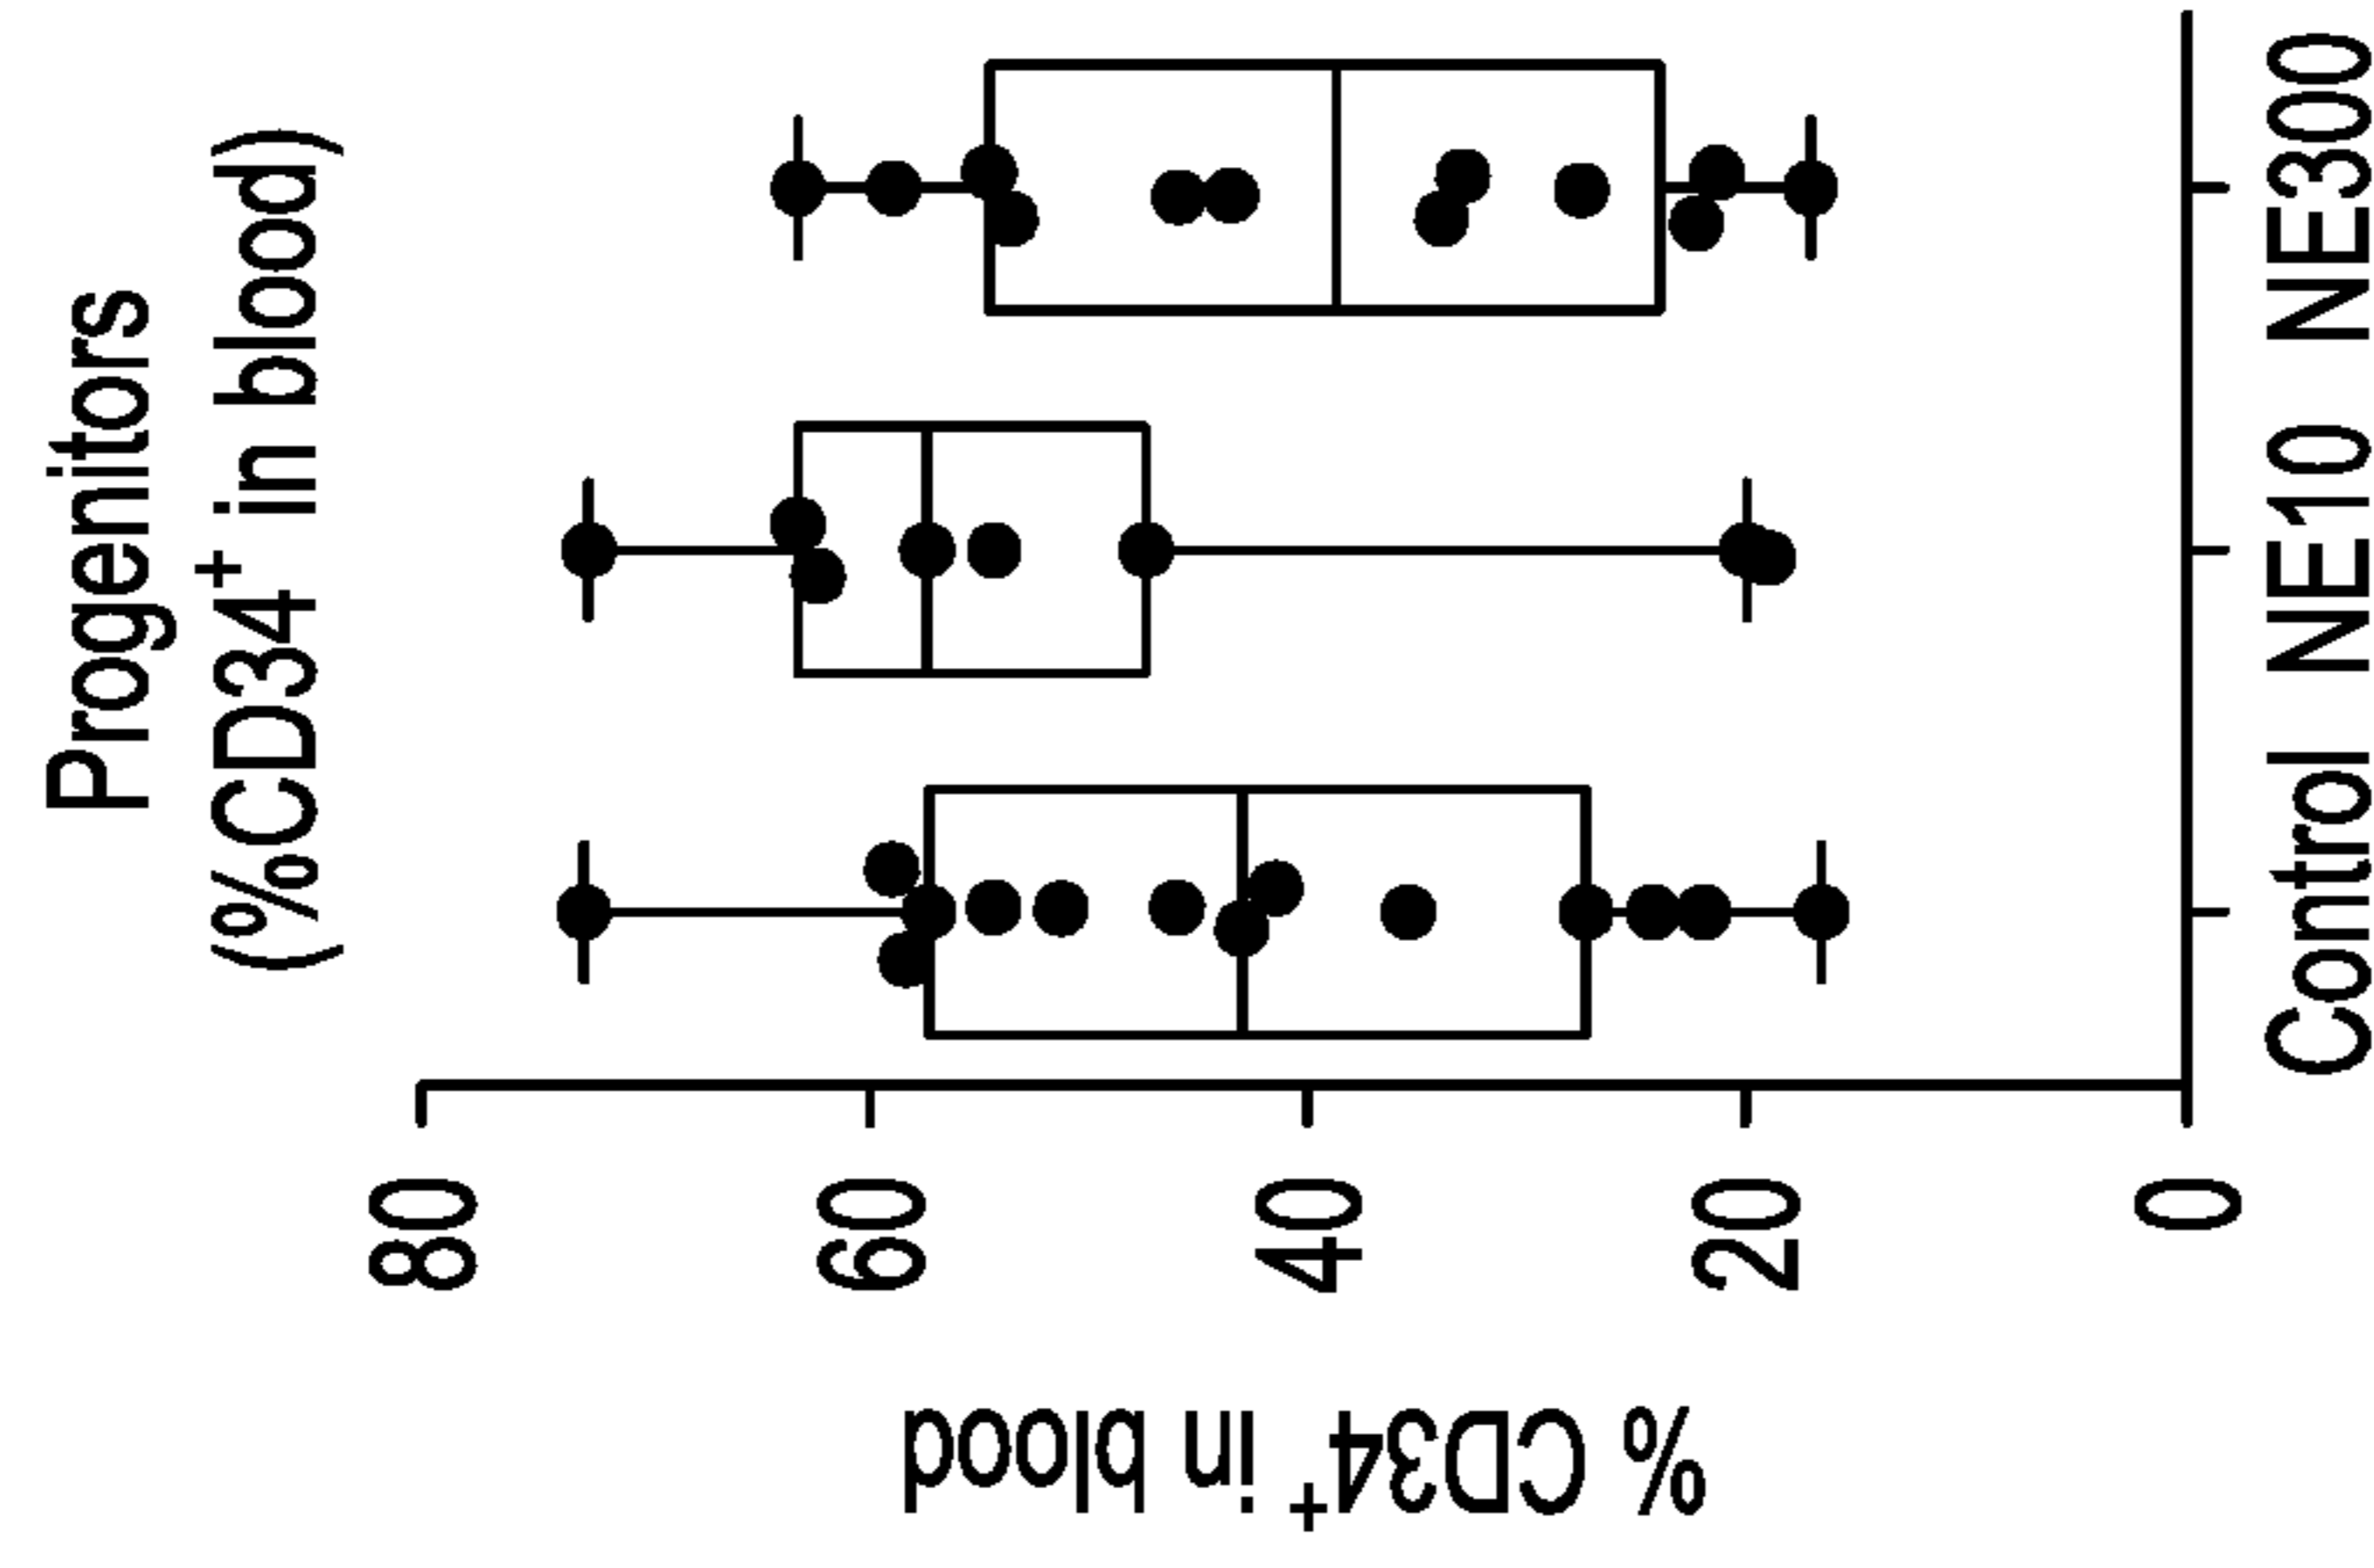 Progenitors
(%CD34⁺ in blood)
% CD34⁺ in blood
80
60
40
20
0
Control NE10 NE300